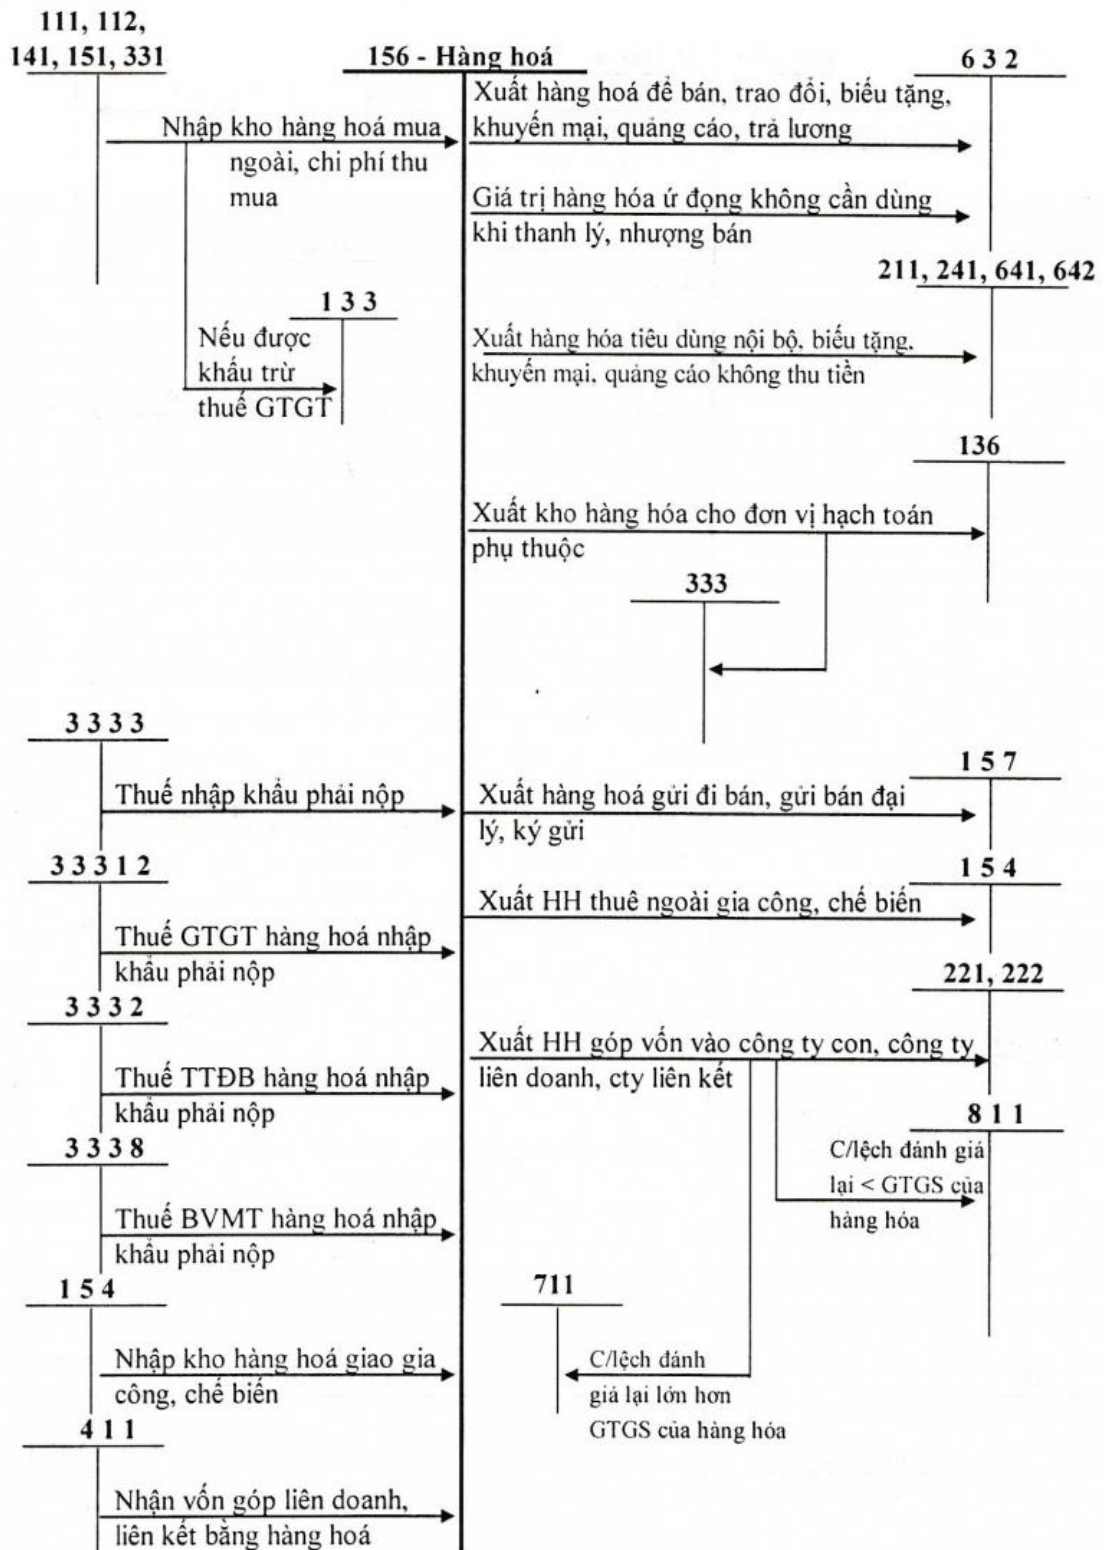 111, 112,
141, 151, 331
156 - Hàng hoá
6 3 2
Xuất hàng hoá để bán, trao đổi, biếu tặng,
khuyến mại, quảng cáo, trả lương
Nhập kho hàng hoá mua
ngoài, chi phí thu
mua
Giá trị hàng hóa ứ đọng không cần dùng
khi thanh lý, nhượng bán
211, 241, 641, 642
1 3 3
Nếu được
khấu trừ
thuế GTGT
Xuất hàng hóa tiêu dùng nội bộ, biếu tặng,
khuyến mại, quảng cáo không thu tiền
136
Xuất kho hàng hóa cho đơn vị hạch toán
phụ thuộc
333
3 3 3 3
Thuế nhập khẩu phải nộp
1 5 7
Xuất hàng hoá gửi đi bán, gửi bán đại
lý, ký gửi
3 3 3 1 2
Thuế GTGT hàng hoá nhập
khẩu phải nộp
1 5 4
Xuất HH thuê ngoài gia công, chế biến
221, 222
3 3 3 2
Thuế TTĐB hàng hoá nhập
khẩu phải nộp
Xuất HH góp vốn vào công ty con, công ty
liên doanh, cty liên kết
8 1 1
C/lệch đánh giá
lại < GTGS của
hàng hóa
3 3 3 8
Thuế BVMT hàng hoá nhập
khẩu phải nộp
1 5 4
Nhập kho hàng hoá giao gia
công, chế biến
711
C/lệch đánh
giá lại lớn hơn
GTGS của hàng hóa
4 1 1
Nhận vốn góp liên doanh,
liên kết bằng hàng hoá